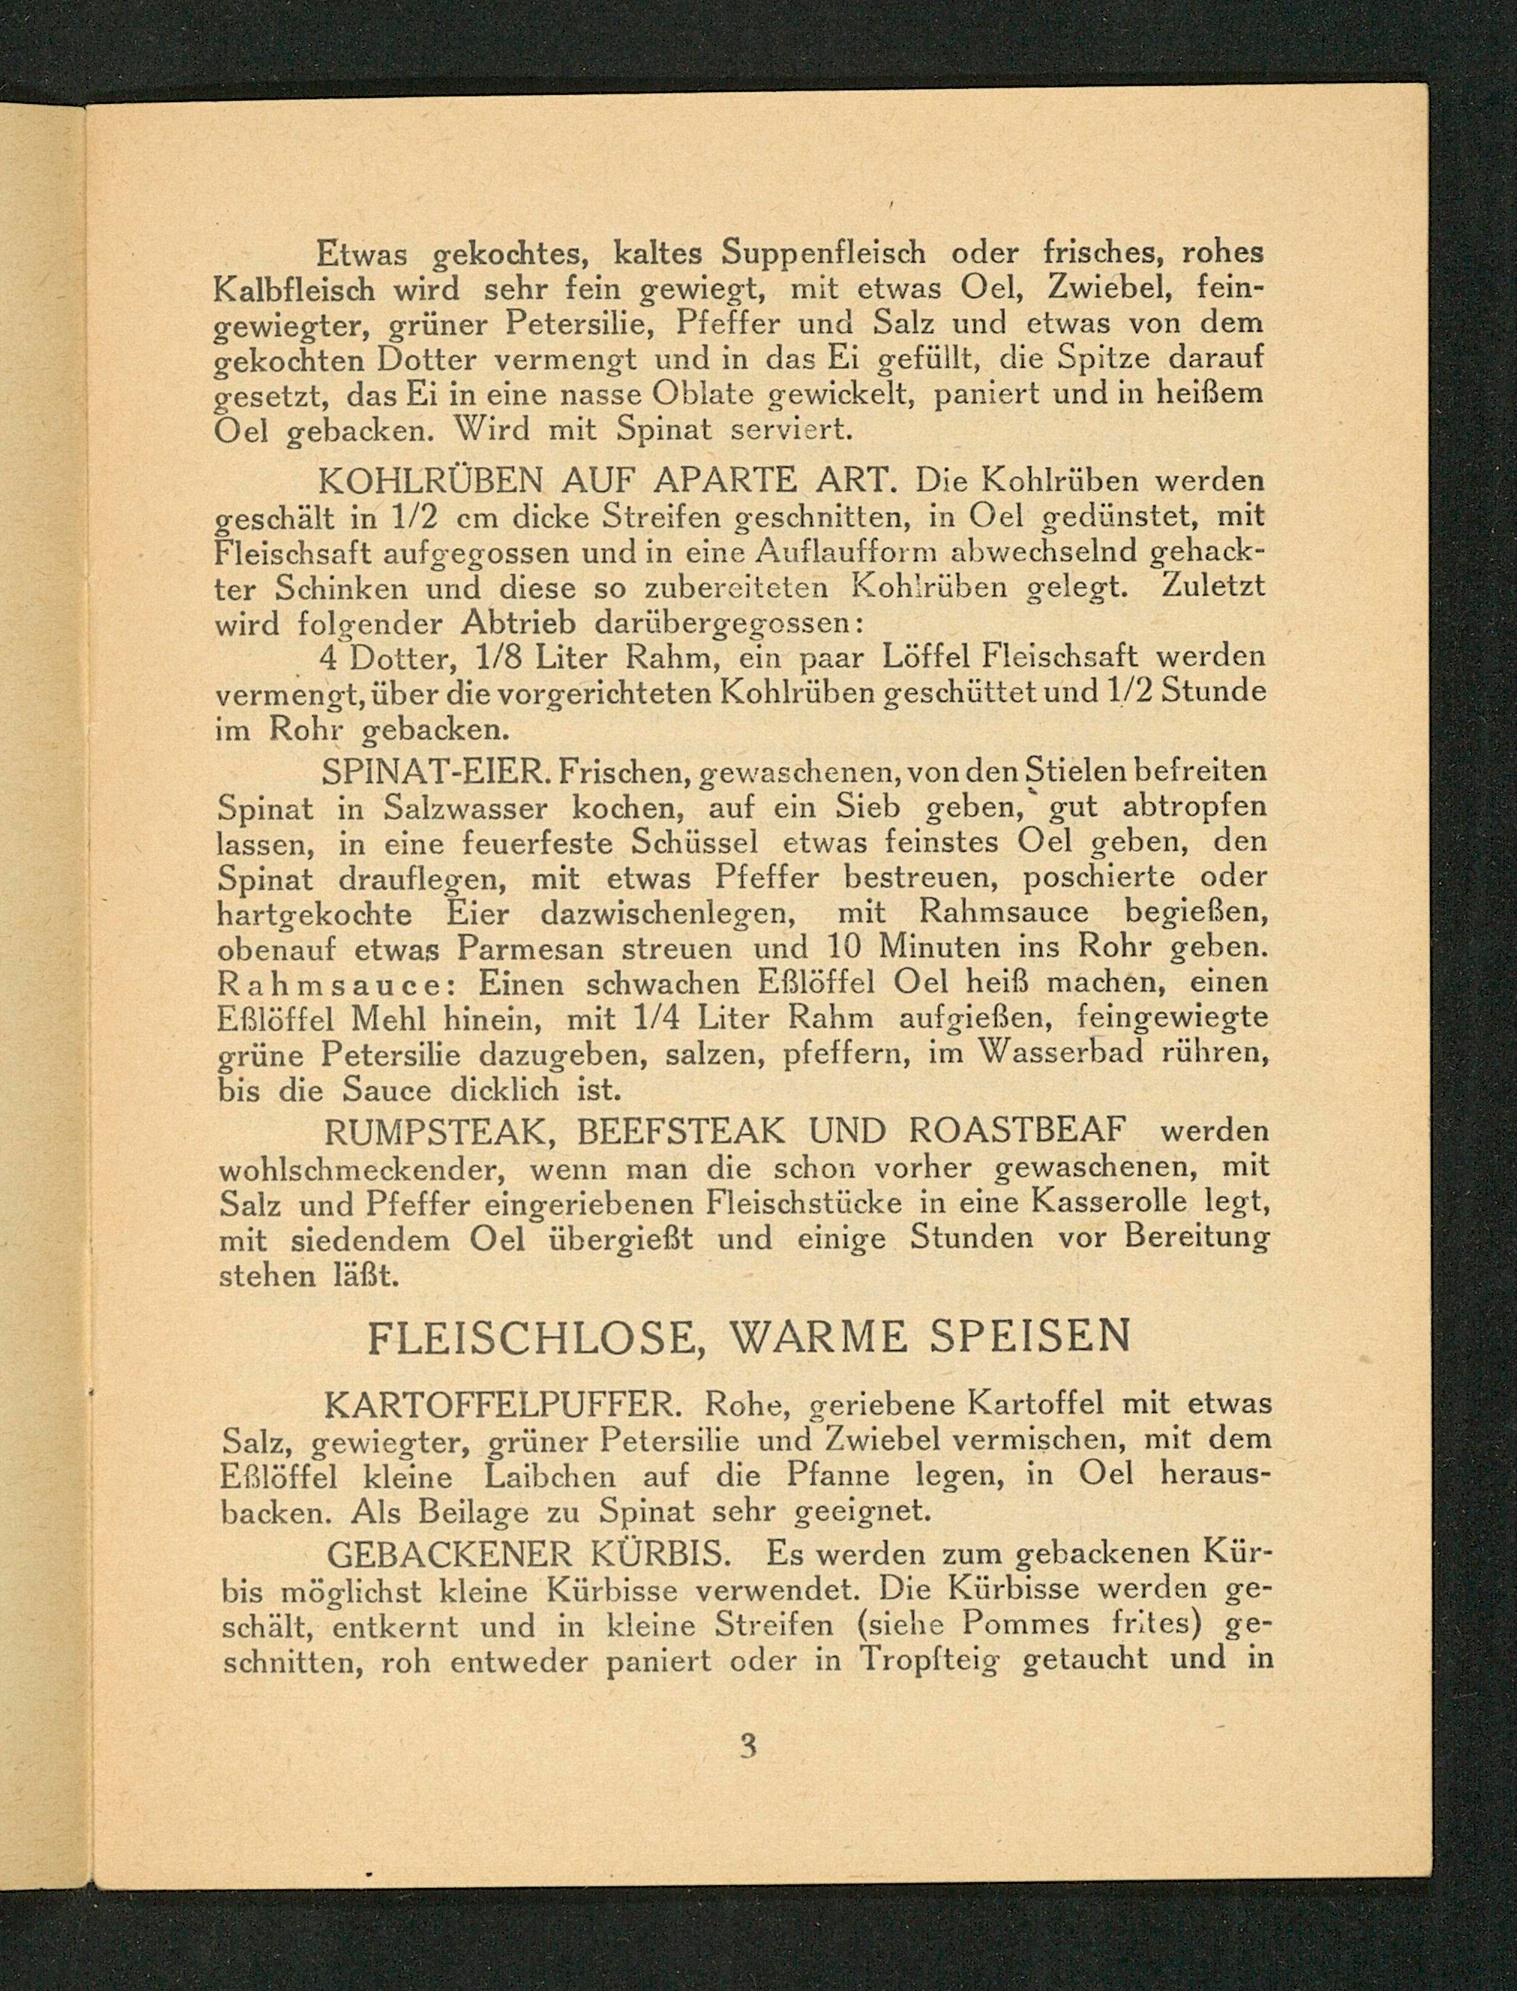 Etwas gekochtes, kaltes Suppenfleisch oder frisches, rohes
Kalbfleisch wird sehr fein gewiegt, mit etwas Oel, Zwiebel, fein-
gewiegter, grüner Petersilie, Pfeffer und Salz und etwas von dem
gekochten Dotter vermengt und in das Ei gefüllt, die Spitze darauf
gesetzt, das Ei in eine nasse Oblate gewickelt, paniert und in heißem
Oel gebacken. Wird mit Spinat serviert.
KOHLRÜBEN AUF APARTE ART. Die Kohlrüben werden
geschält in 1/2 cm dicke Streifen geschnitten, in Oel gedünstet, mit
Fleischsaft aufgegossen und in eine Auflaufform abwechselnd gehack-
ter Schinken und diese so zubereiteten Kohlrüben gelegt. Zuletzt
wird folgender Abtrieb darübergegossen:
4 Dotter, 1/8 Liter Rahm, ein paar Löffel Fleischsaft werden
vermengt, über die vorgerichteten Kohlrüben geschüttet und 1/2 Stunde
im Rohr gebacken.
SPINAT-EIER. Frischen, gewaschenen, von den Stielen befreiten
Spinat in Salzwasser kochen, auf ein Sieb geben, gut abtropfen
lassen, in eine feuerfeste Schüssel etwas feinstes Oel geben, den
Spinat drauflegen, mit etwas Pfeffer bestreuen, poschierte oder
hartgekochte Eier dazwischenlegen, mit Rahmsauce begießen,
obenauf etwas Parmesan streuen und 10 Minuten ins Rohr geben.
Rahmsauce: Einen schwachen Eßlöffel Oel heiß machen, einen
Eßlöffel Mehl hinein, mit 1/4 Liter Rahm aufgießen, feingewiegte
grüne Petersilie dazugeben, salzen, pfeffern, im Wasserbad rühren,
bis die Sauce dicklich ist.
RUMPSTEAK, BEEFSTEAK UND ROASTBEAF werden
wohlschmeckender, wenn man die schon vorher gewaschenen, mit
Salz und Pfeffer eingeriebenen Fleischstücke in eine Kasserolle legt,
mit siedendem Oel übergießt und einige Stunden vor Bereitung
stehen läßt.
FLEISCHLOSE, WARME SPEISEN
KARTOFFELPUFFER. Rohe, geriebene Kartoffel mit etwas
Salz, gewiegter, grüner Petersilie und Zwiebel vermischen, mit dem
Eßlöffel kleine Laibchen auf die Pfanne legen, in Oel heraus-
backen. Als Beilage zu Spinat sehr geeignet.
GEBACKENER KÜRBIS. Es werden zum gebackenen Kür-
bis möglichst kleine Kürbisse verwendet. Die Kürbisse werden ge-
schält, entkernt und in kleine Streifen (siehe Pommes frites) ge-
schnitten, roh entweder paniert oder in Tropfteig getaucht und in
3